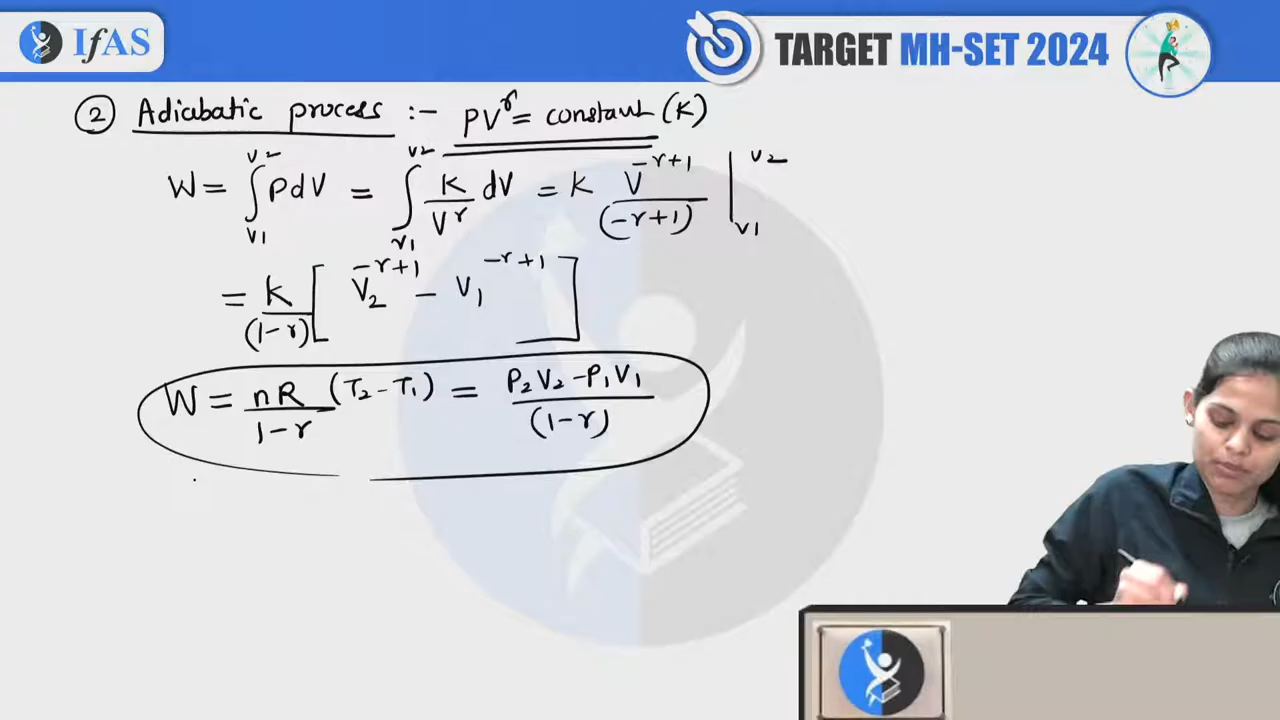 IfAS
TARGET MH-SET 2024
② Adiabatic process :- PV^r = constant (K)
W = ∫_{V1}^{V2} PdV = ∫_{V1}^{V2} K/V^r dV = K V^{-r+1}/(-r+1) |_{V1}^{V2}
= K/(1-r) [ V₂^{-r+1} - V₁^{-r+1} ]
W = nR/(1-r) (T₂-T₁) = (P₂V₂-P₁V₁)/(1-r)